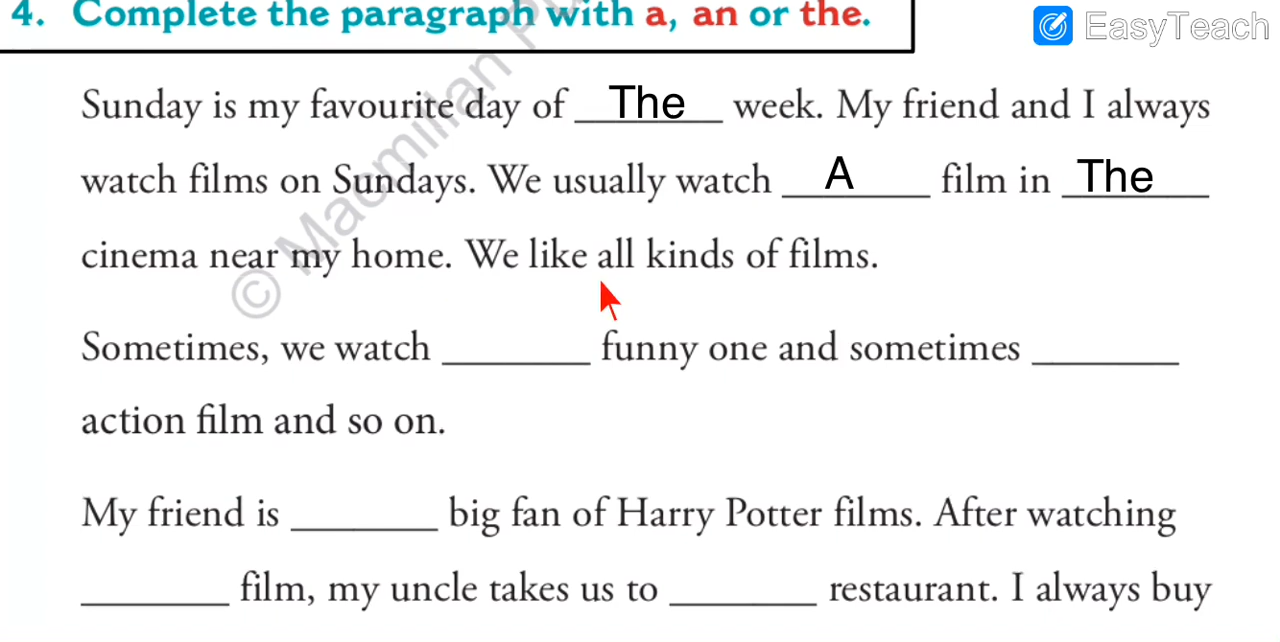 4. Complete the paragraph with a, an or the.
EasyTeach
Sunday is my favourite day of The week. My friend and I always
watch films on Sundays. We usually watch A film in The
cinema near my home. We like all kinds of films.
Sometimes, we watch ________ funny one and sometimes ________
action film and so on.
My friend is ________ big fan of Harry Potter films. After watching
________ film, my uncle takes us to ________ restaurant. I always buy
© Macmillan